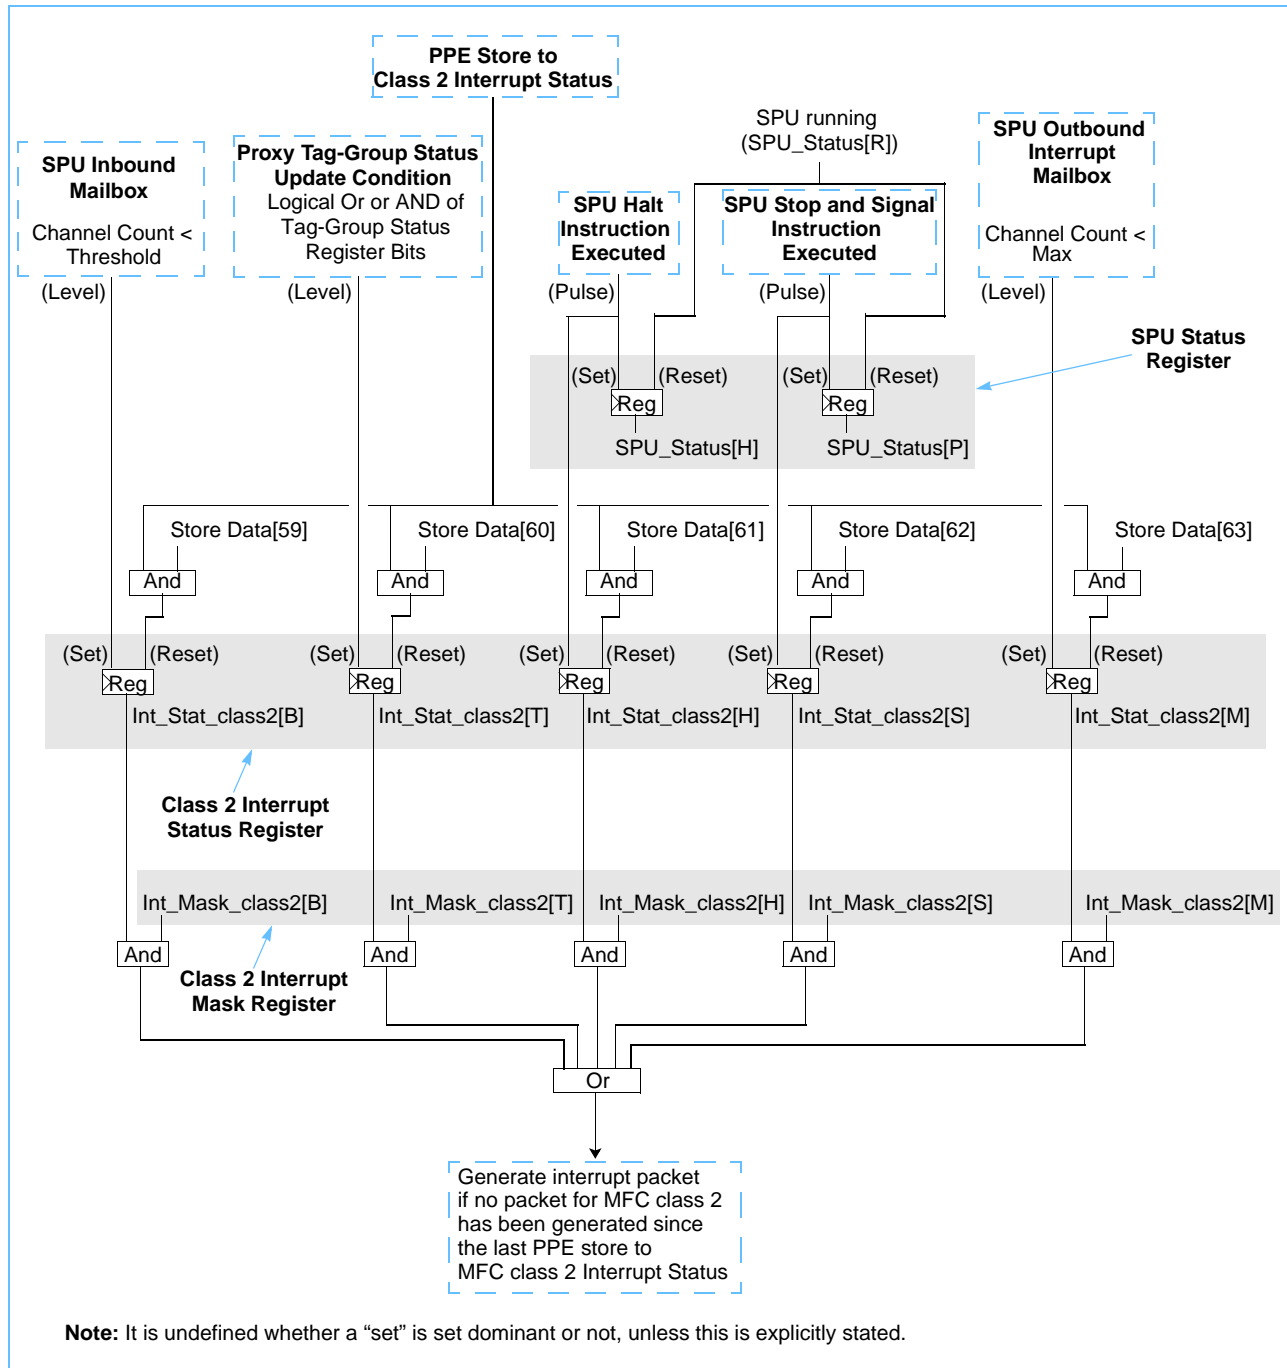 PPE Store to
Class 2 Interrupt Status
SPU running
(SPU_Status[R])
SPU Inbound
Mailbox
Channel Count <
Threshold
Proxy Tag-Group Status
Update Condition
Logical Or or AND of
Tag-Group Status
Register Bits
SPU Halt
Instruction
Executed
SPU Stop and Signal
Instruction
Executed
SPU Outbound
Interrupt
Mailbox
Channel Count <
Max
(Level)
(Level)
(Pulse)
(Pulse)
(Level)
SPU Status
Register
(Set)
(Reset)
(Set)
(Reset)
Reg
Reg
SPU_Status[H]
SPU_Status[P]
Store Data[59]
Store Data[60]
Store Data[61]
Store Data[62]
Store Data[63]
And
And
And
And
And
(Set)
(Reset)
(Set)
(Reset)
(Set)
(Reset)
(Set)
(Reset)
(Set)
(Reset)
Reg
Reg
Reg
Reg
Reg
Int_Stat_class2[B]
Int_Stat_class2[T]
Int_Stat_class2[H]
Int_Stat_class2[S]
Int_Stat_class2[M]
Class 2 Interrupt
Status Register
Int_Mask_class2[B]
Int_Mask_class2[T]
Int_Mask_class2[H]
Int_Mask_class2[S]
Int_Mask_class2[M]
And
And
And
And
And
Class 2 Interrupt
Mask Register
Or
Generate interrupt packet
if no packet for MFC class 2
has been generated since
the last PPE store to
MFC class 2 Interrupt Status
Note: It is undefined whether a “set” is set dominant or not, unless this is explicitly stated.